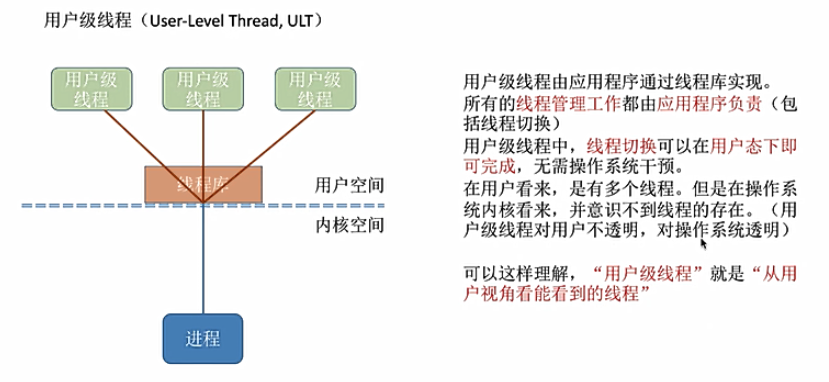 用户级线程（User-Level Thread, ULT）
用户级
线程
用户级
线程
用户级
线程
线程库
用户空间
内核空间
进程
用户级线程由应用程序通过线程库实现。
所有的线程管理工作都由应用程序负责（包
括线程切换）
用户级线程中，线程切换可以在用户态下即
可完成，无需操作系统干预。
在用户看来，是有多个线程。但是在操作系
统内核看来，并意识不到线程的存在。（用
户级线程对用户不透明，对操作系统透明）
可以这样理解，“用户级线程”就是“从用
户视角看能看到的线程”